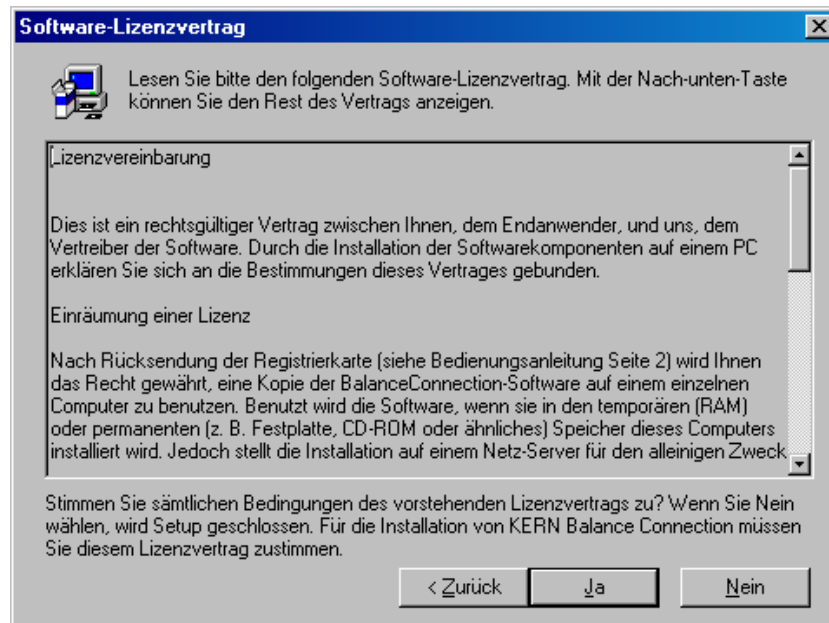 Software-Lizenzvertrag
Lesen Sie bitte den folgenden Software-Lizenzvertrag. Mit der Nach-unten-Taste
können Sie den Rest des Vertrags anzeigen.
Lizenzvereinbarung
Dies ist ein rechtsgültiger Vertrag zwischen Ihnen, dem Endanwender, und uns, dem
Vertreiber der Software. Durch die Installation der Softwarekomponenten auf einem PC
erklären Sie sich an die Bestimmungen dieses Vertrages gebunden.
Einräumung einer Lizenz
Nach Rücksendung der Registrierkarte (siehe Bedienungsanleitung Seite 2) wird Ihnen
das Recht gewährt, eine Kopie der BalanceConnection-Software auf einem einzelnen
Computer zu benutzen. Benutzt wird die Software, wenn sie in den temporären (RAM)
oder permanenten (z. B. Festplatte, CD-ROM oder ähnliches) Speicher dieses Computers
installiert wird. Jedoch stellt die Installation auf einem Netz-Server für den alleinigen Zweck
Stimmen Sie sämtlichen Bedingungen des vorstehenden Lizenzvertrags zu? Wenn Sie Nein
wählen, wird Setup geschlossen. Für die Installation von KERN Balance Connection müssen
Sie diesem Lizenzvertrag zustimmen.
< Zurück Ja Nein